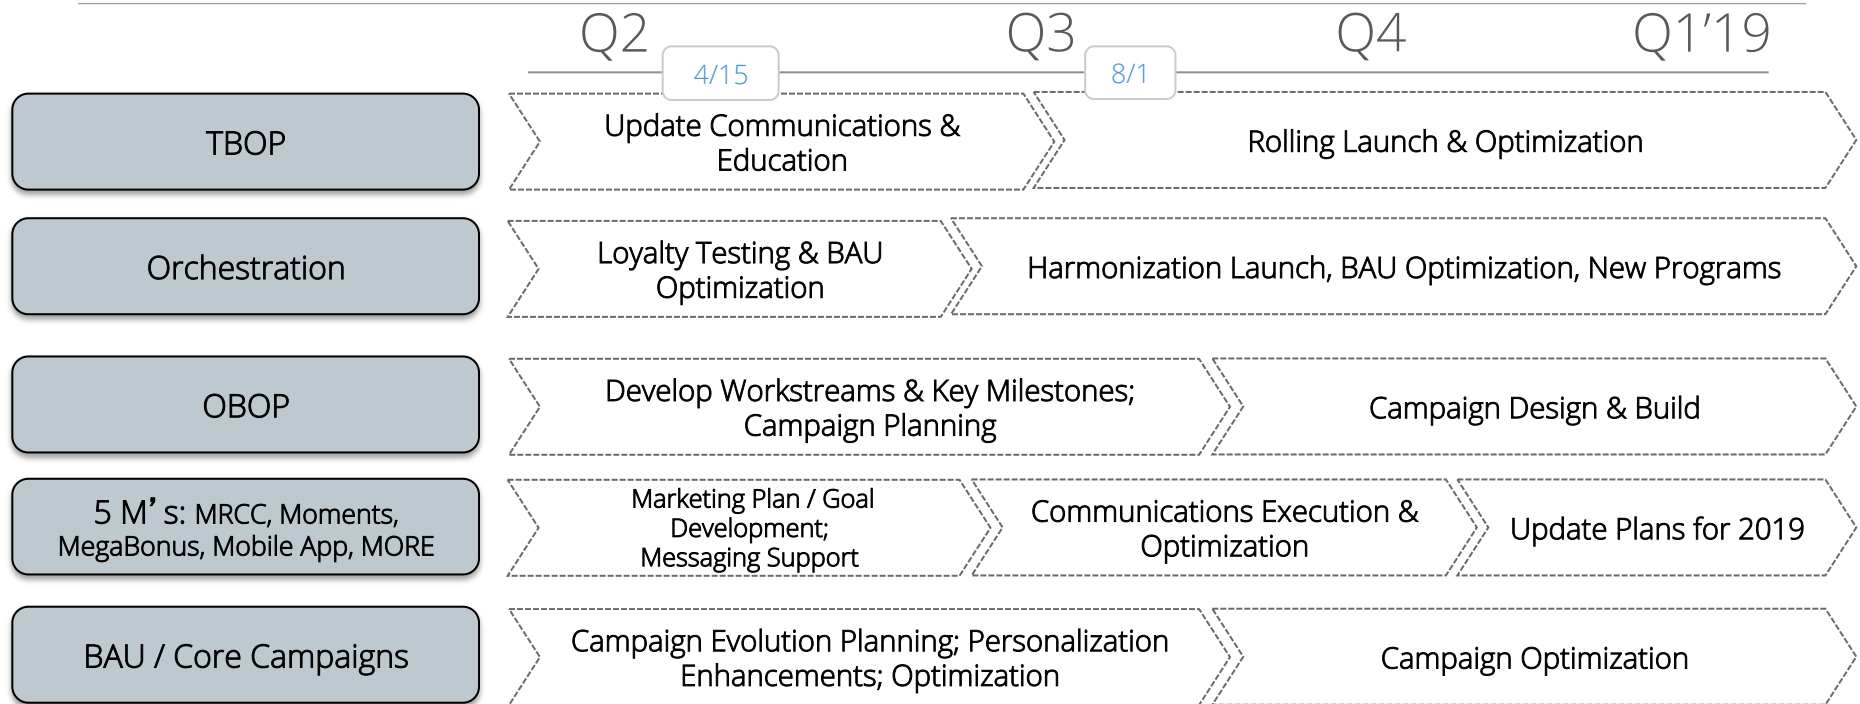 Q2
Q3
Q4
Q1’19
4/15
8/1
TBOP
Update Communications &
Education
Rolling Launch & Optimization
Orchestration
Loyalty Testing & BAU
Optimization
Harmonization Launch, BAU Optimization, New Programs
OBOP
Develop Workstreams & Key Milestones;
Campaign Planning
Campaign Design & Build
5 M’s: MRCC, Moments,
MegaBonus, Mobile App, MORE
Marketing Plan / Goal
Development;
Messaging Support
Communications Execution &
Optimization
Update Plans for 2019
BAU / Core Campaigns
Campaign Evolution Planning; Personalization
Enhancements; Optimization
Campaign Optimization